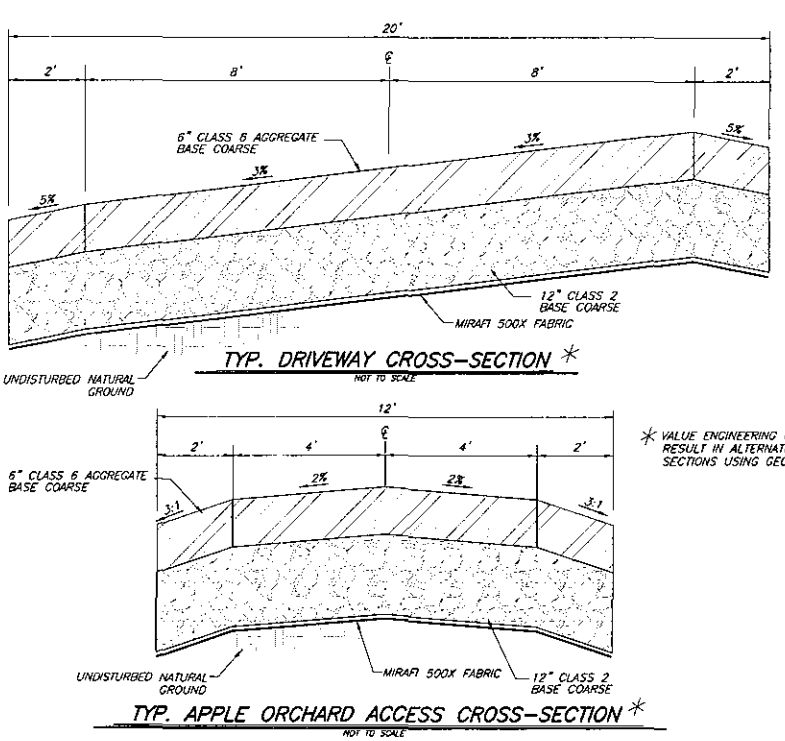 20'
2'
8'
℄
8'
2'
6" CLASS 6 AGGREGATE
BASE COARSE
5%
3%
3%
5%
12" CLASS 2
BASE COARSE
MIRAFI 500X FABRIC
UNDISTURBED NATURAL
GROUND
TYP. DRIVEWAY CROSS-SECTION *
NOT TO SCALE
12'
2'
4'
℄
4'
2'
* VALUE ENGINEERING
RESULT IN ALTERNAT
SECTIONS USING GEO
6" CLASS 6 AGGREGATE
BASE COARSE
3:1
2%
2%
3:1
UNDISTURBED NATURAL
GROUND
MIRAFI 500X FABRIC
12" CLASS 2
BASE COARSE
TYP. APPLE ORCHARD ACCESS CROSS-SECTION *
NOT TO SCALE